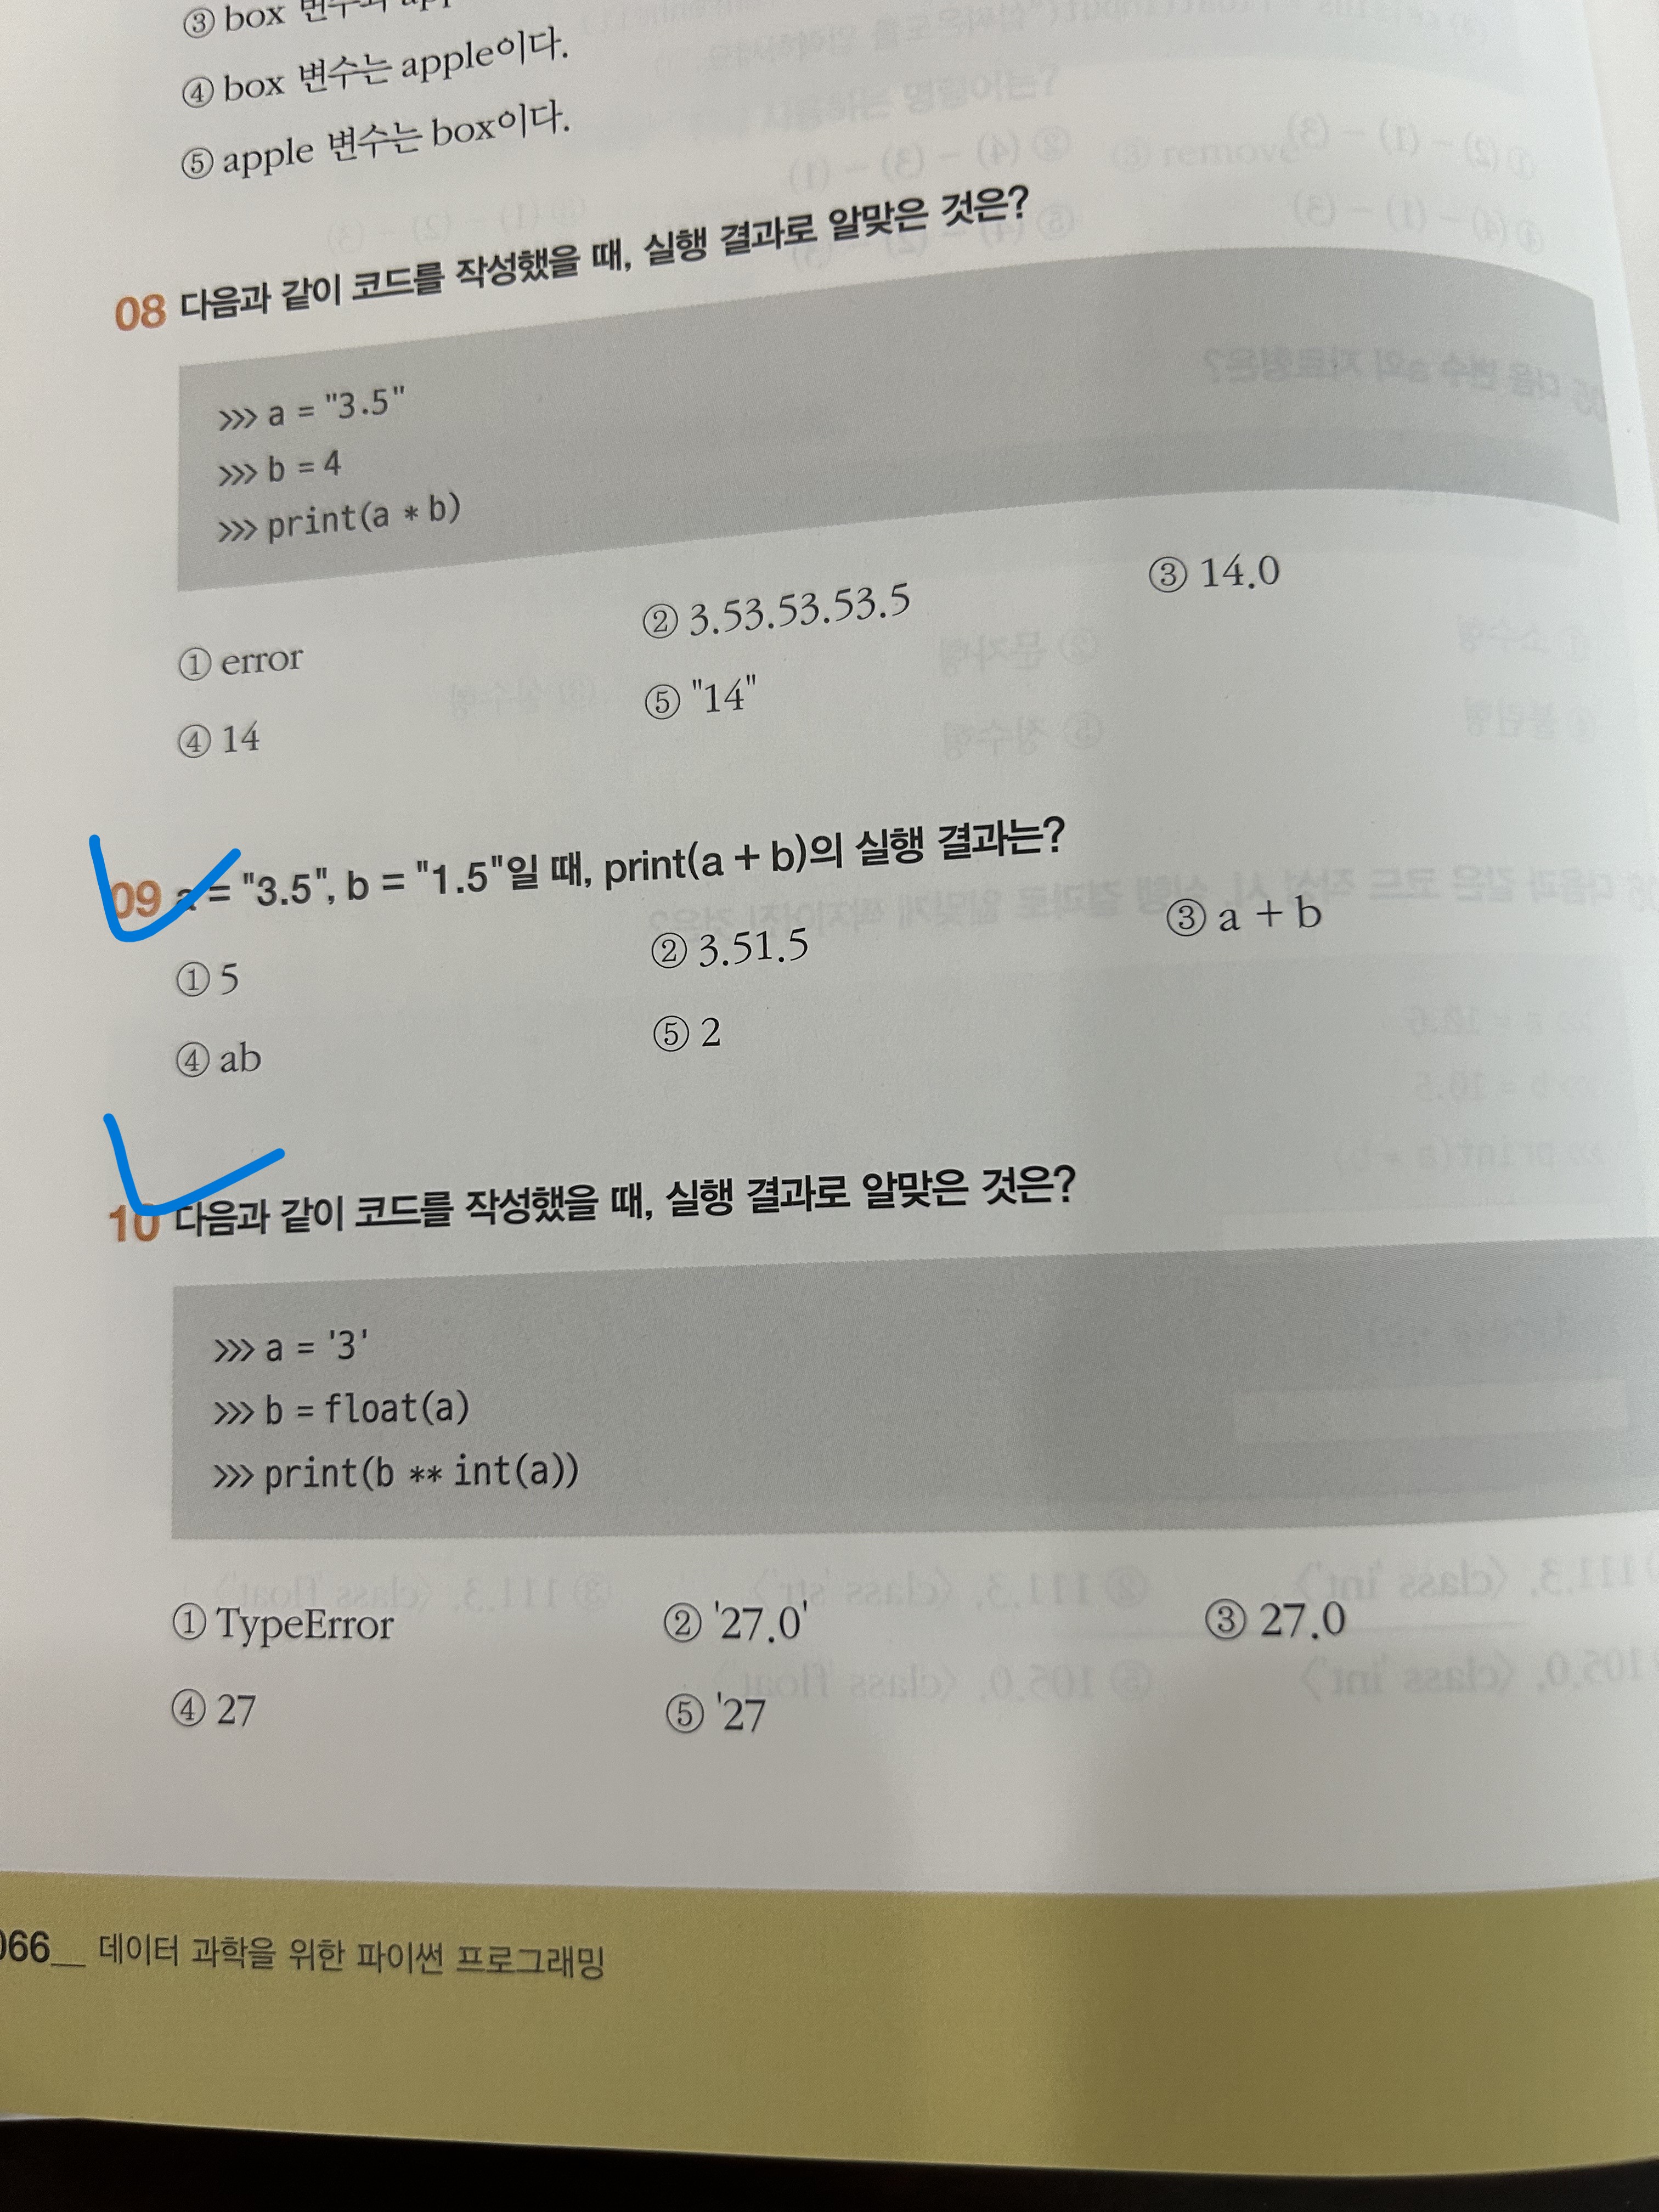 ③ box 변수
④ box 변수는 apple이다.
⑤ apple 변수는 box이다.
08 다음과 같이 코드를 작성했을 때, 실행 결과로 알맞은 것은?
>>> a = "3.5"
>>> b = 4
>>> print(a * b)
① error ② 3.53.53.53.5 ③ 14.0
④ 14 ⑤ "14"
09 a = "3.5", b = "1.5"일 때, print(a + b)의 실행 결과는?
① 5 ② 3.51.5 ③ a + b
④ ab ⑤ 2
10 다음과 같이 코드를 작성했을 때, 실행 결과로 알맞은 것은?
>>> a = '3'
>>> b = float(a)
>>> print(b ** int(a))
① TypeError ② '27.0' ③ 27.0
④ 27 ⑤ '27
066__ 데이터 과학을 위한 파이썬 프로그래밍